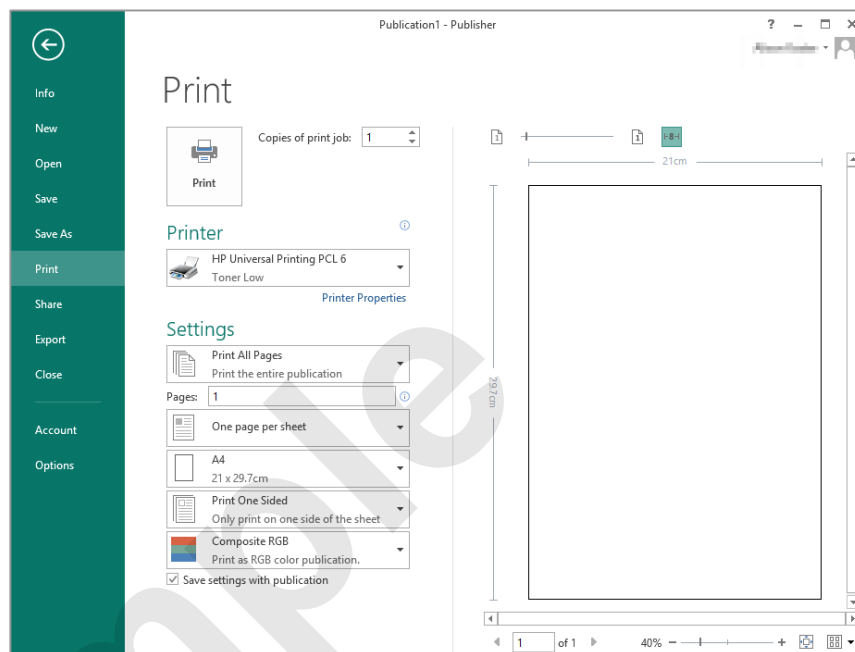 Publication1 - Publisher
?
Info
New
Open
Save
Save As
Print
Share
Export
Close
Account
Options
Print
Print
Copies of print job: 1
Printer
HP Universal Printing PCL 6
Toner Low
Printer Properties
Settings
Print All Pages
Print the entire publication
Pages: 1
One page per sheet
A4
21 x 29.7cm
Print One Sided
Only print on one side of the sheet
Composite RGB
Print as RGB color publication.
Save settings with publication
1
1
8
21cm
29.7cm
1 of 1
40%
mple